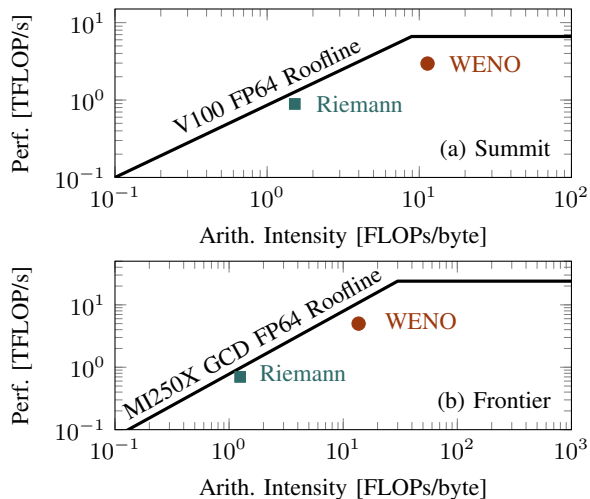 Perf. [TFLOP/s]
10^1
10^0
10^-1
V100 FP64 Roofline
WENO
Riemann
(a) Summit
10^-1 10^0 10^1 10^2
Arith. Intensity [FLOPs/byte]
Perf. [TFLOP/s]
10^1
10^0
10^-1
MI250X GCD FP64 Roofline
WENO
Riemann
(b) Frontier
10^-1 10^0 10^1 10^2 10^3
Arith. Intensity [FLOPs/byte]